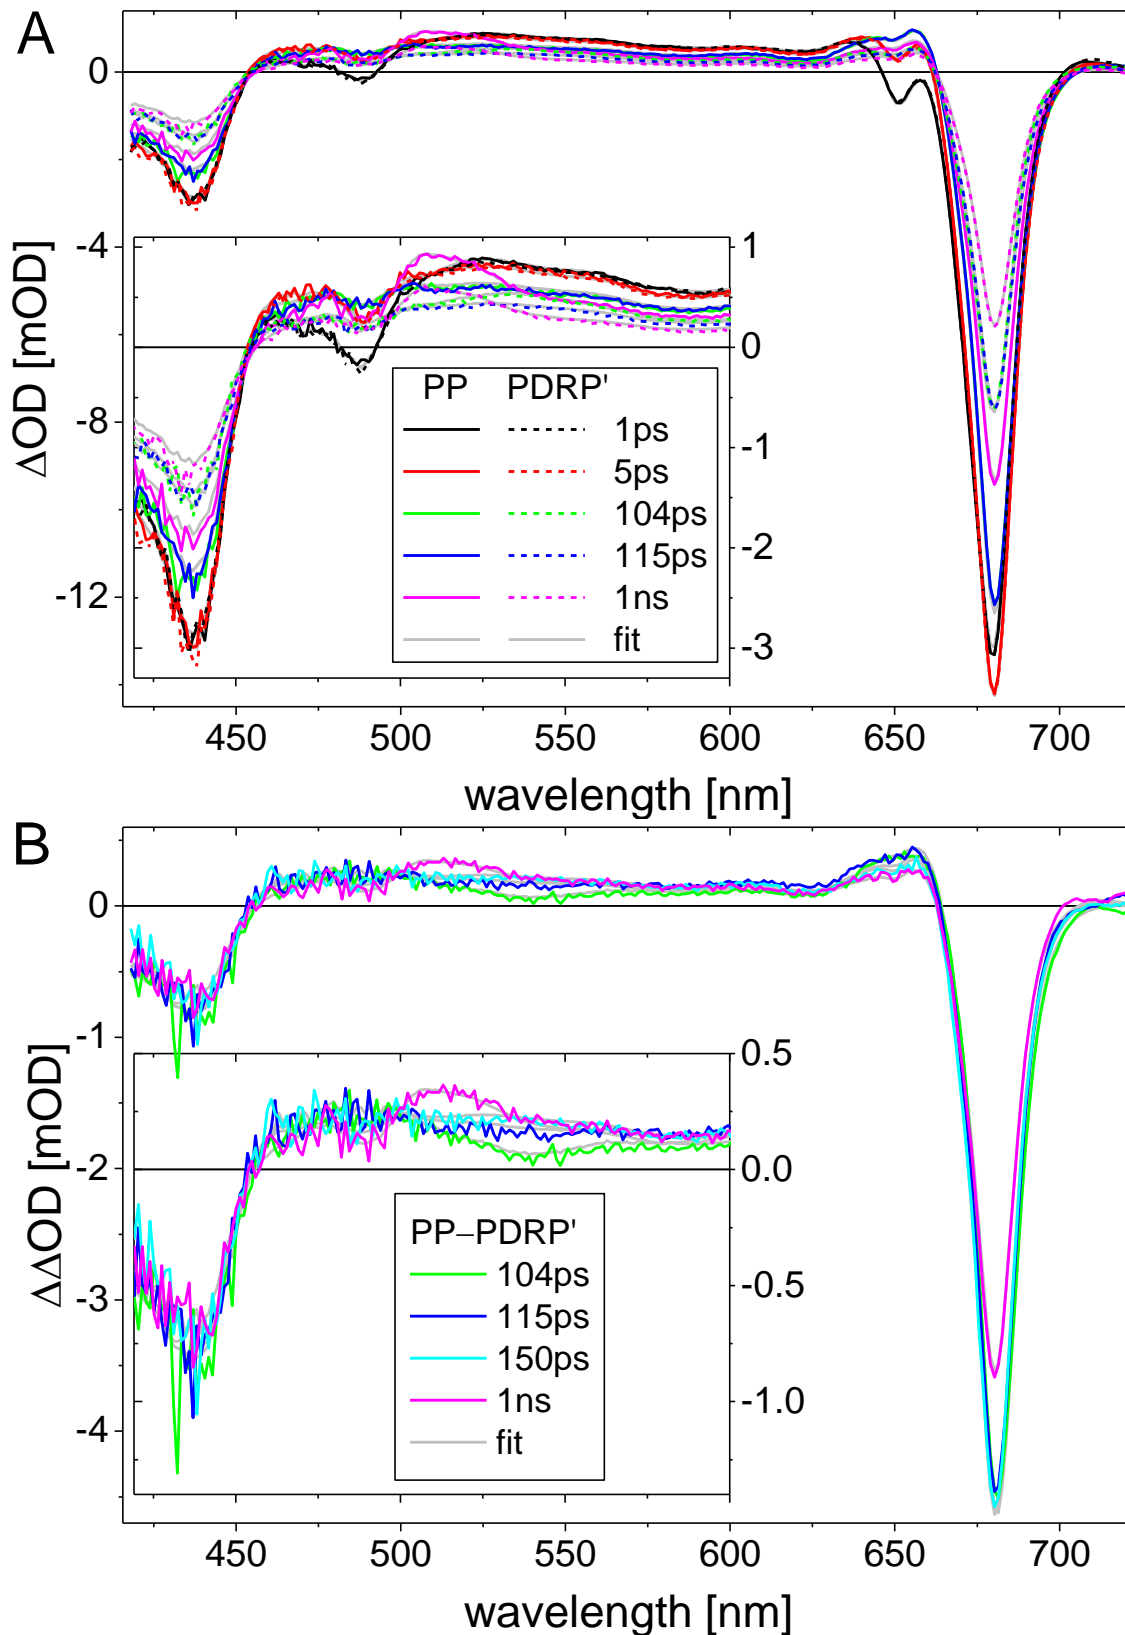 A
0
-4
-8
-12
ΔOD [mOD]
1
0
-1
-2
-3
PP PDRP'
1ps
5ps
104ps
115ps
1ns
fit
450 500 550 600 650 700
wavelength [nm]
B
0
-1
-2
-3
-4
ΔΔOD [mOD]
0.5
0.0
-0.5
-1.0
PP–PDRP'
104ps
115ps
150ps
1ns
fit
450 500 550 600 650 700
wavelength [nm]